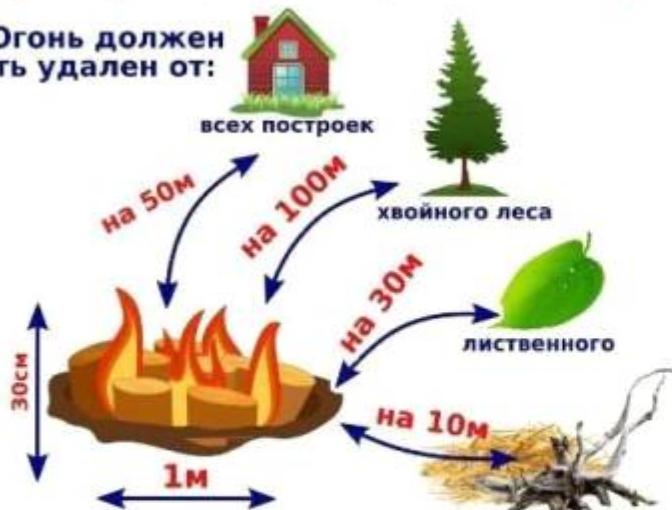 Огонь должен
ть удален от:
всех построек
на 50м
на 100м
хвойного леса
на 30м
лиственного
30см
на 10м
1м